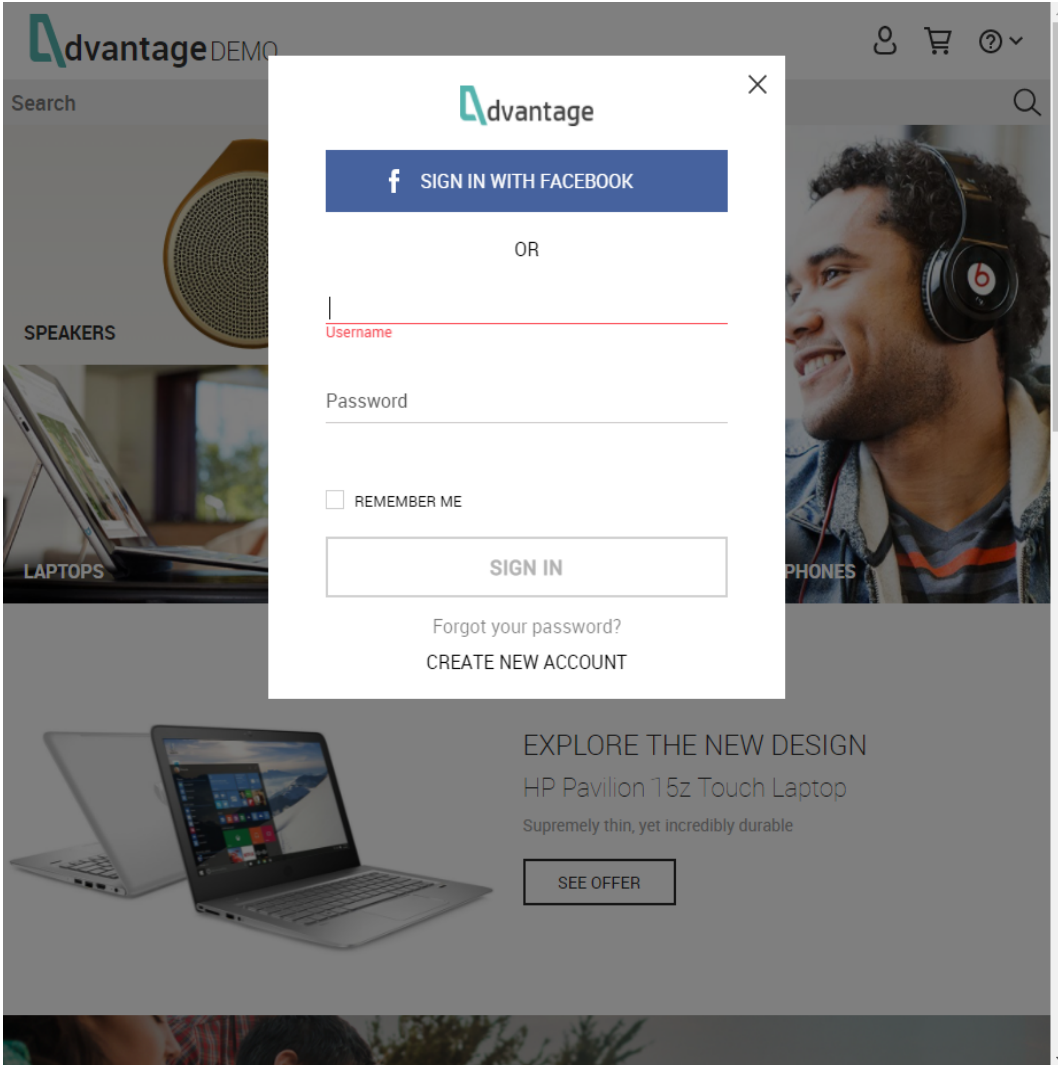 dvantage DEMO
Search
dvantage
SIGN IN WITH FACEBOOK
OR
Username
Password
REMEMBER ME
SIGN IN
Forgot your password?
CREATE NEW ACCOUNT
SPEAKERS
LAPTOPS
PHONES
EXPLORE THE NEW DESIGN
HP Pavilion 15z Touch Laptop
Supremely thin, yet incredibly durable
SEE OFFER